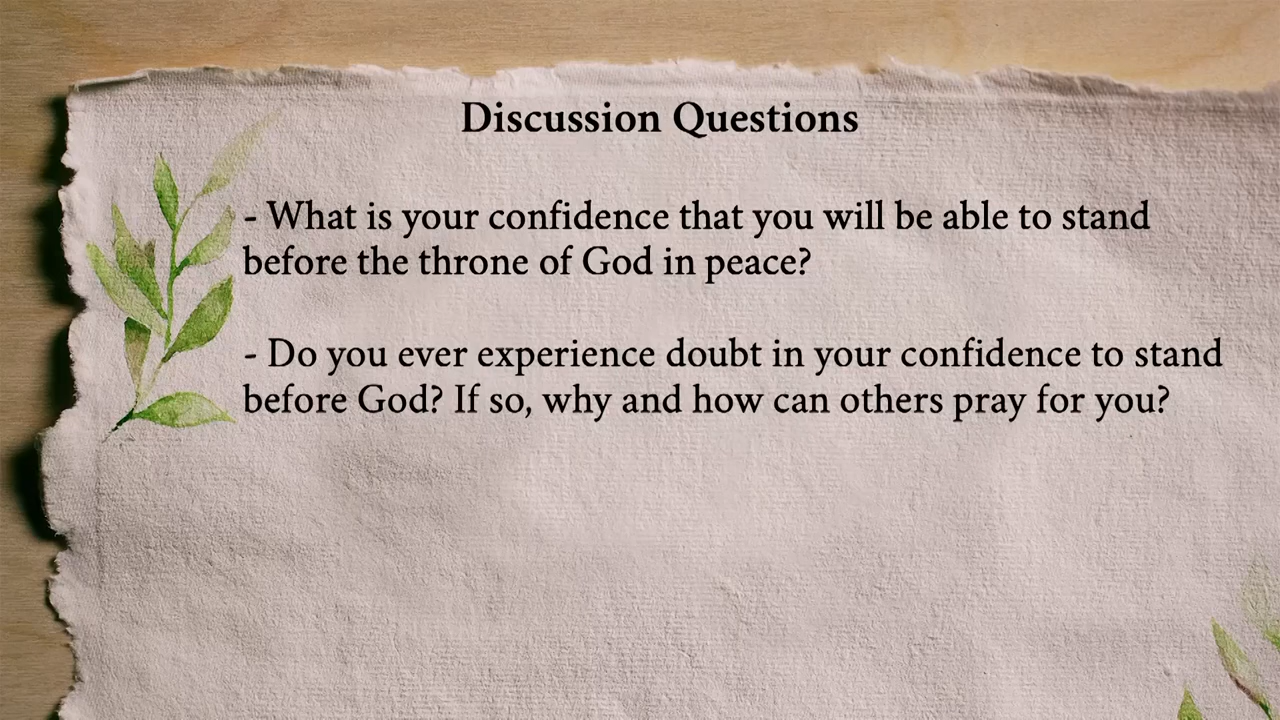 Discussion Questions
- What is your confidence that you will be able to stand
before the throne of God in peace?
- Do you ever experience doubt in your confidence to stand
before God? If so, why and how can others pray for you?